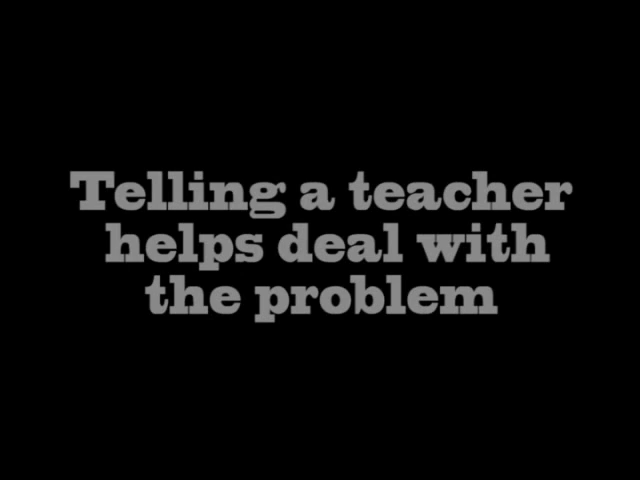 Telling a teacher
helps deal with
the problem